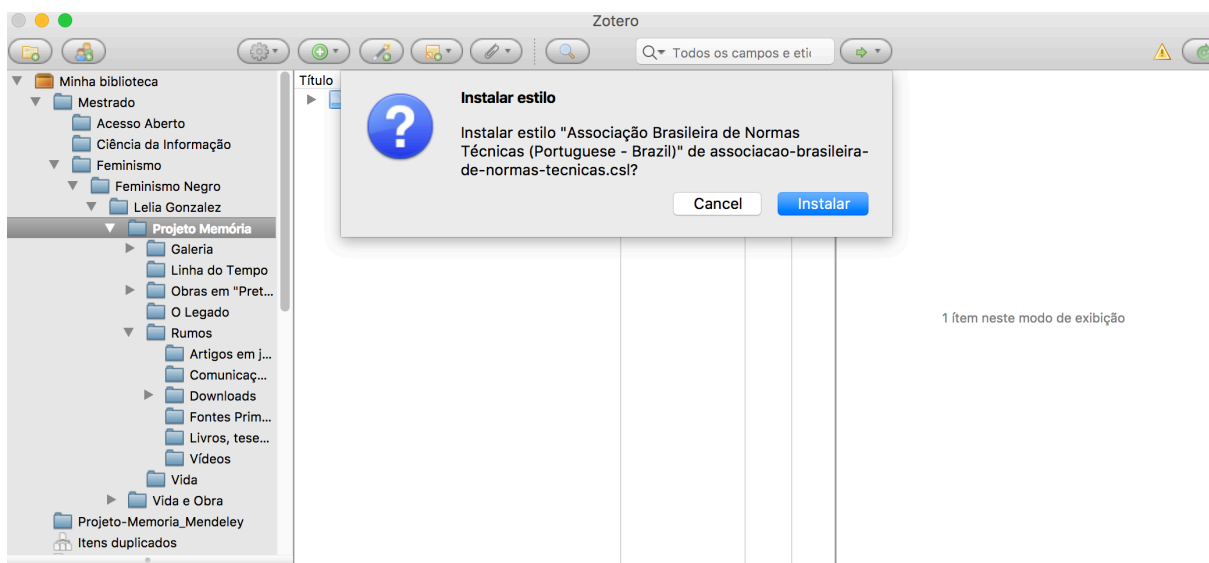 Zotero
Todos os campos e etiq
Minha biblioteca
Mestrado
Acesso Aberto
Ciência da Informação
Feminismo
Feminismo Negro
Lelia Gonzalez
Projeto Memória
Galeria
Linha do Tempo
Obras em "Pret...
O Legado
Rumos
Artigos em j...
Comunicaç...
Downloads
Fontes Prim...
Livros, tese...
Vídeos
Vida
Vida e Obra
Projeto-Memoria_Mendeley
Itens duplicados
Título
Instalar estilo
Instalar estilo "Associação Brasileira de Normas
Técnicas (Portuguese - Brazil)" de associacao-brasileira-
de-normas-tecnicas.csl?
Cancel
Instalar
1 ítem neste modo de exibição